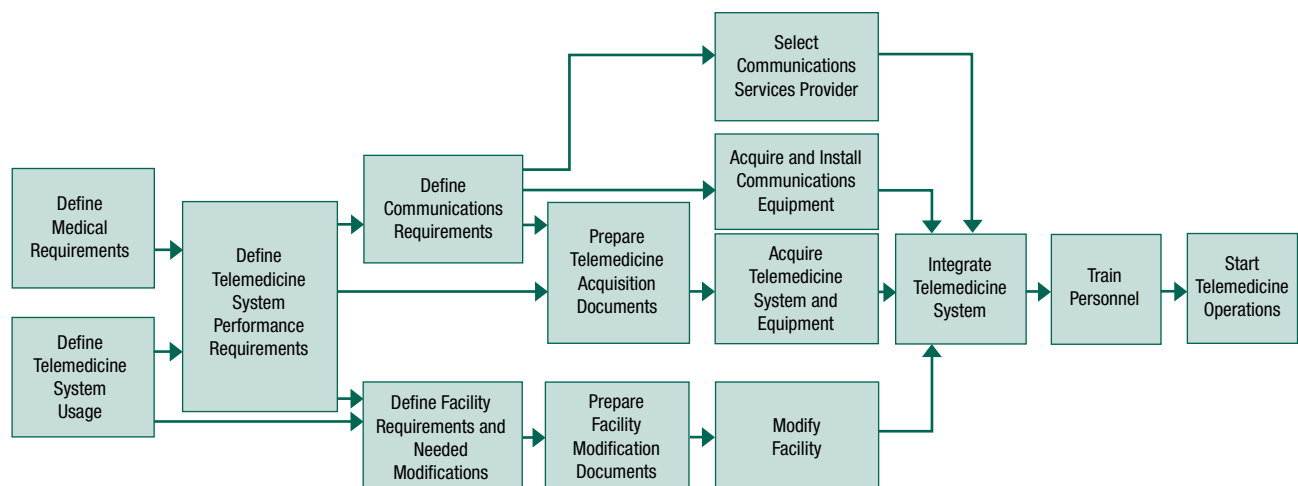 Define
Medical
Requirements
Define
Telemedicine
System
Usage
Define
Telemedicine
System
Performance
Requirements
Define
Communications
Requirements
Define Facility
Requirements and
Needed
Modifications
Prepare
Telemedicine
Acquisition
Documents
Prepare
Facility
Modification
Documents
Select
Communications
Services Provider
Acquire and Install
Communications
Equipment
Acquire
Telemedicine
System and
Equipment
Modify
Facility
Integrate
Telemedicine
System
Train
Personnel
Start
Telemedicine
Operations